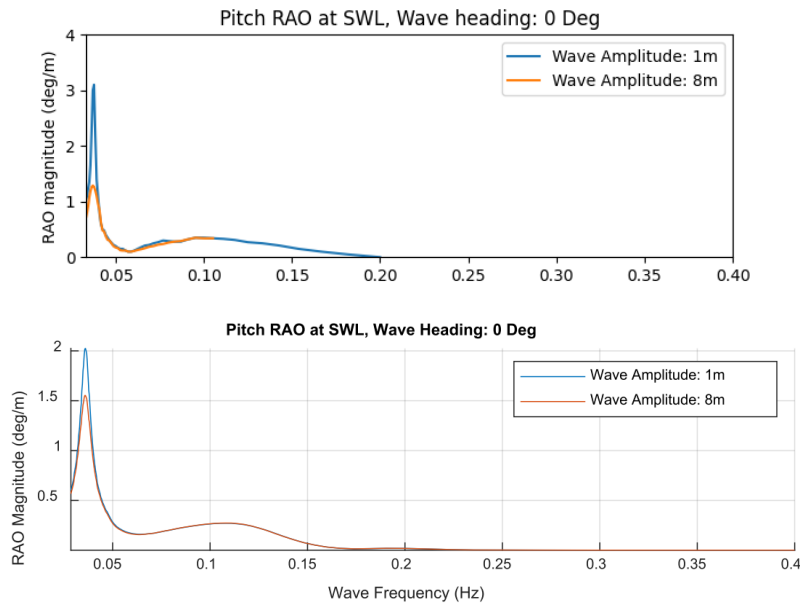 Pitch RAO at SWL, Wave heading: 0 Deg
RAO magnitude (deg/m)
4
3
2
1
0
Wave Amplitude: 1m
Wave Amplitude: 8m
0.05 0.10 0.15 0.20 0.25 0.30 0.35 0.40
Pitch RAO at SWL, Wave Heading: 0 Deg
RAO Magnitude (deg/m)
2
1.5
1
0.5
Wave Amplitude: 1m
Wave Amplitude: 8m
0.05 0.1 0.15 0.2 0.25 0.3 0.35 0.4
Wave Frequency (Hz)